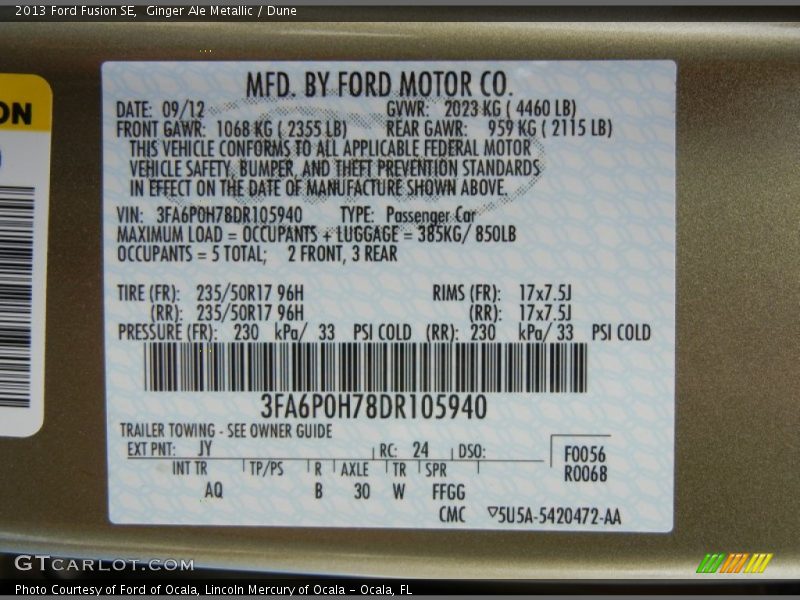 2013 Ford Fusion SE,  Ginger Ale Metallic / Dune
ON
MFD. BY FORD MOTOR CO.
DATE: 09/12 GVWR: 2023 KG ( 4460 LB)
FRONT GAWR: 1068 KG ( 2355 LB) REAR GAWR: 959 KG ( 2115 LB)
THIS VEHICLE CONFORMS TO ALL APPLICABLE FEDERAL MOTOR
VEHICLE SAFETY, BUMPER, AND THEFT PREVENTION STANDARDS
IN EFFECT ON THE DATE OF MANUFACTURE SHOWN ABOVE.
VIN: 3FA6P0H78DR105940 TYPE: Passenger Car
MAXIMUM LOAD = OCCUPANTS + LUGGAGE = 385KG/ 850LB
OCCUPANTS = 5 TOTAL; 2 FRONT, 3 REAR
TIRE (FR): 235/50R17 96H RIMS (FR): 17x7.5J
(RR): 235/50R17 96H (RR): 17x7.5J
PRESSURE (FR): 230 kPa/ 33 PSI COLD (RR): 230 kPa/ 33 PSI COLD
3FA6P0H78DR105940
TRAILER TOWING - SEE OWNER GUIDE
EXT PNT: JY RC: 24 DSO: F0056
INT TR TP/PS R AXLE TR SPR R0068
AQ B 30 W FFGG
CMC ▽5U5A-5420472-AA
GTCARLOT.COM
Photo Courtesy of Ford of Ocala, Lincoln Mercury of Ocala - Ocala, FL